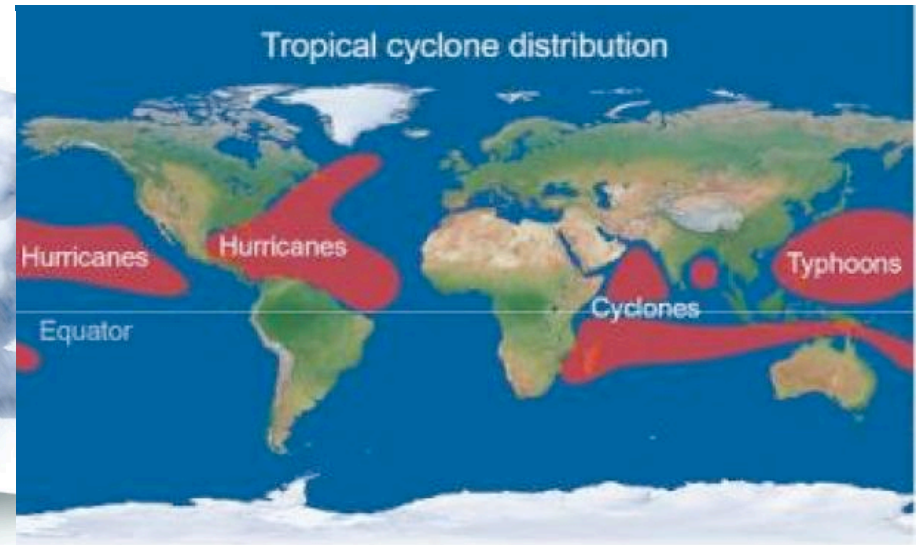 Tropical cyclone distribution
Hurricanes
Hurricanes
Typhoons
Cyclones
Equator